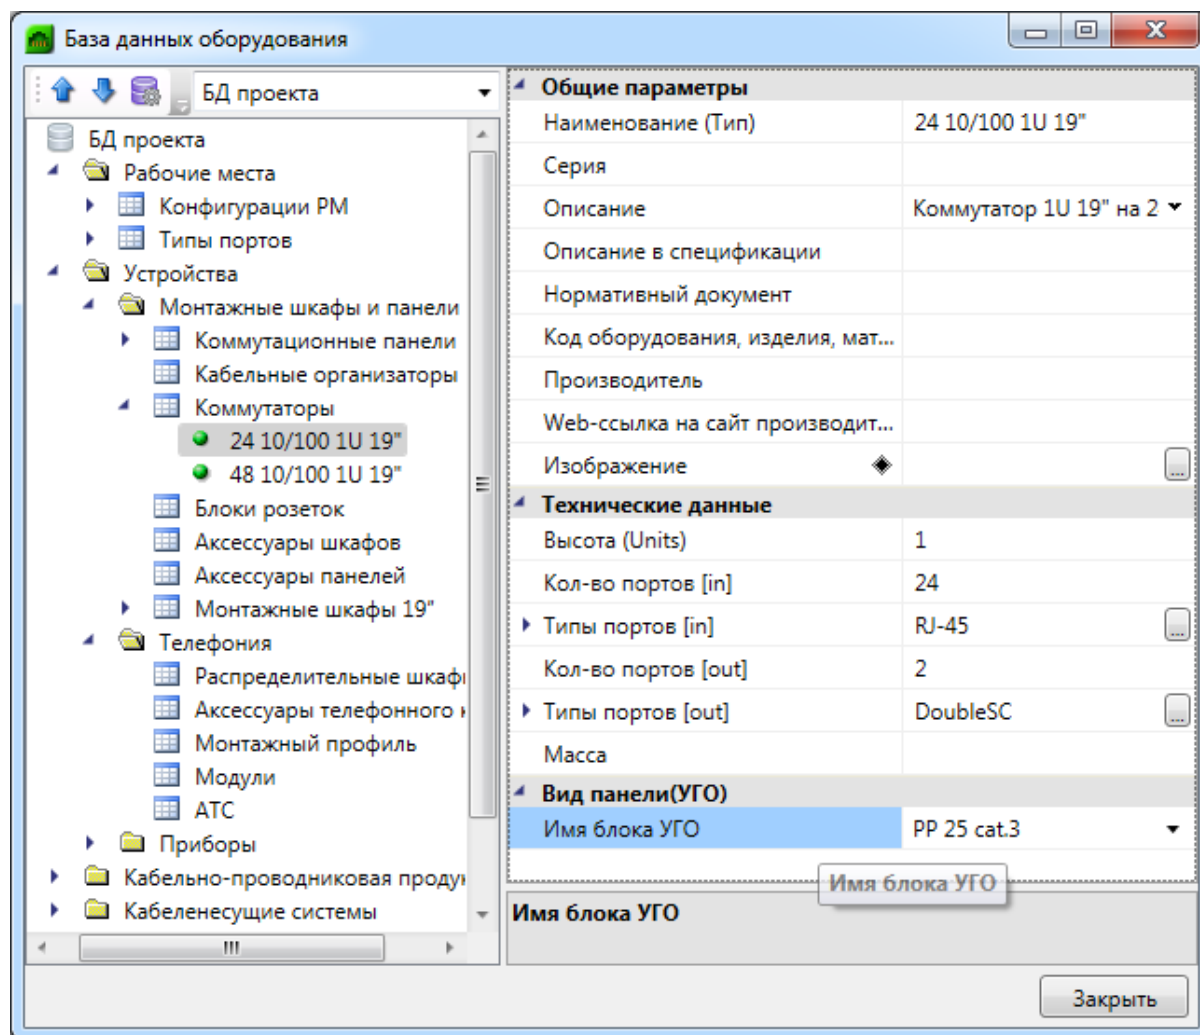 База данных оборудования
БД проекта
БД проекта
Рабочие места
Конфигурации РМ
Типы портов
Устройства
Монтажные шкафы и панели
Коммутационные панели
Кабельные организаторы
Коммутаторы
24 10/100 1U 19"
48 10/100 1U 19"
Блоки розеток
Аксессуары шкафов
Аксессуары панелей
Монтажные шкафы 19"
Телефония
Распределительные шкафы
Аксессуары телефонного к
Монтажный профиль
Модули
АТС
Приборы
Кабельно-проводниковая продук
Кабеленесущие системы
Общие параметры
Наименование (Тип) 24 10/100 1U 19"
Серия
Описание Коммутатор 1U 19" на 2
Описание в спецификации
Нормативный документ
Код оборудования, изделия, мат...
Производитель
Web-ссылка на сайт производит...
Изображение ...
Технические данные
Высота (Units) 1
Кол-во портов [in] 24
Типы портов [in] RJ-45 ...
Кол-во портов [out] 2
Типы портов [out] DoubleSC ...
Масса
Вид панели(УГО)
Имя блока УГО PP 25 cat.3
Имя блока УГО
Имя блока УГО
Закрыть